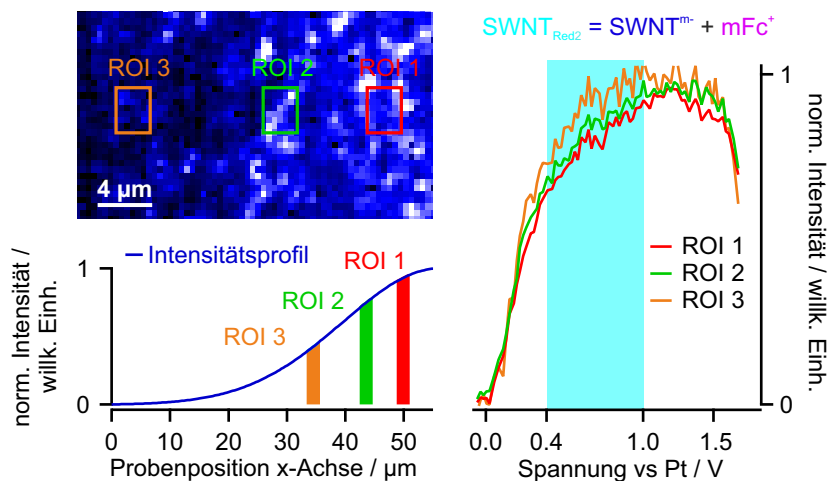 ROI 3
ROI 2
ROI 1
4 µm
norm. Intensität /
willk. Einh.
1
0
Intensitätsprofil
ROI 1
ROI 2
ROI 3
0
10
20
30
40
50
Probenposition x-Achse / µm
SWNT_Red2 = SWNT^m- + mFc^+
ROI 1
ROI 2
ROI 3
1
0
norm. Intensität / willk. Einh.
0.0
0.4
1.0
1.5
Spannung vs Pt / V